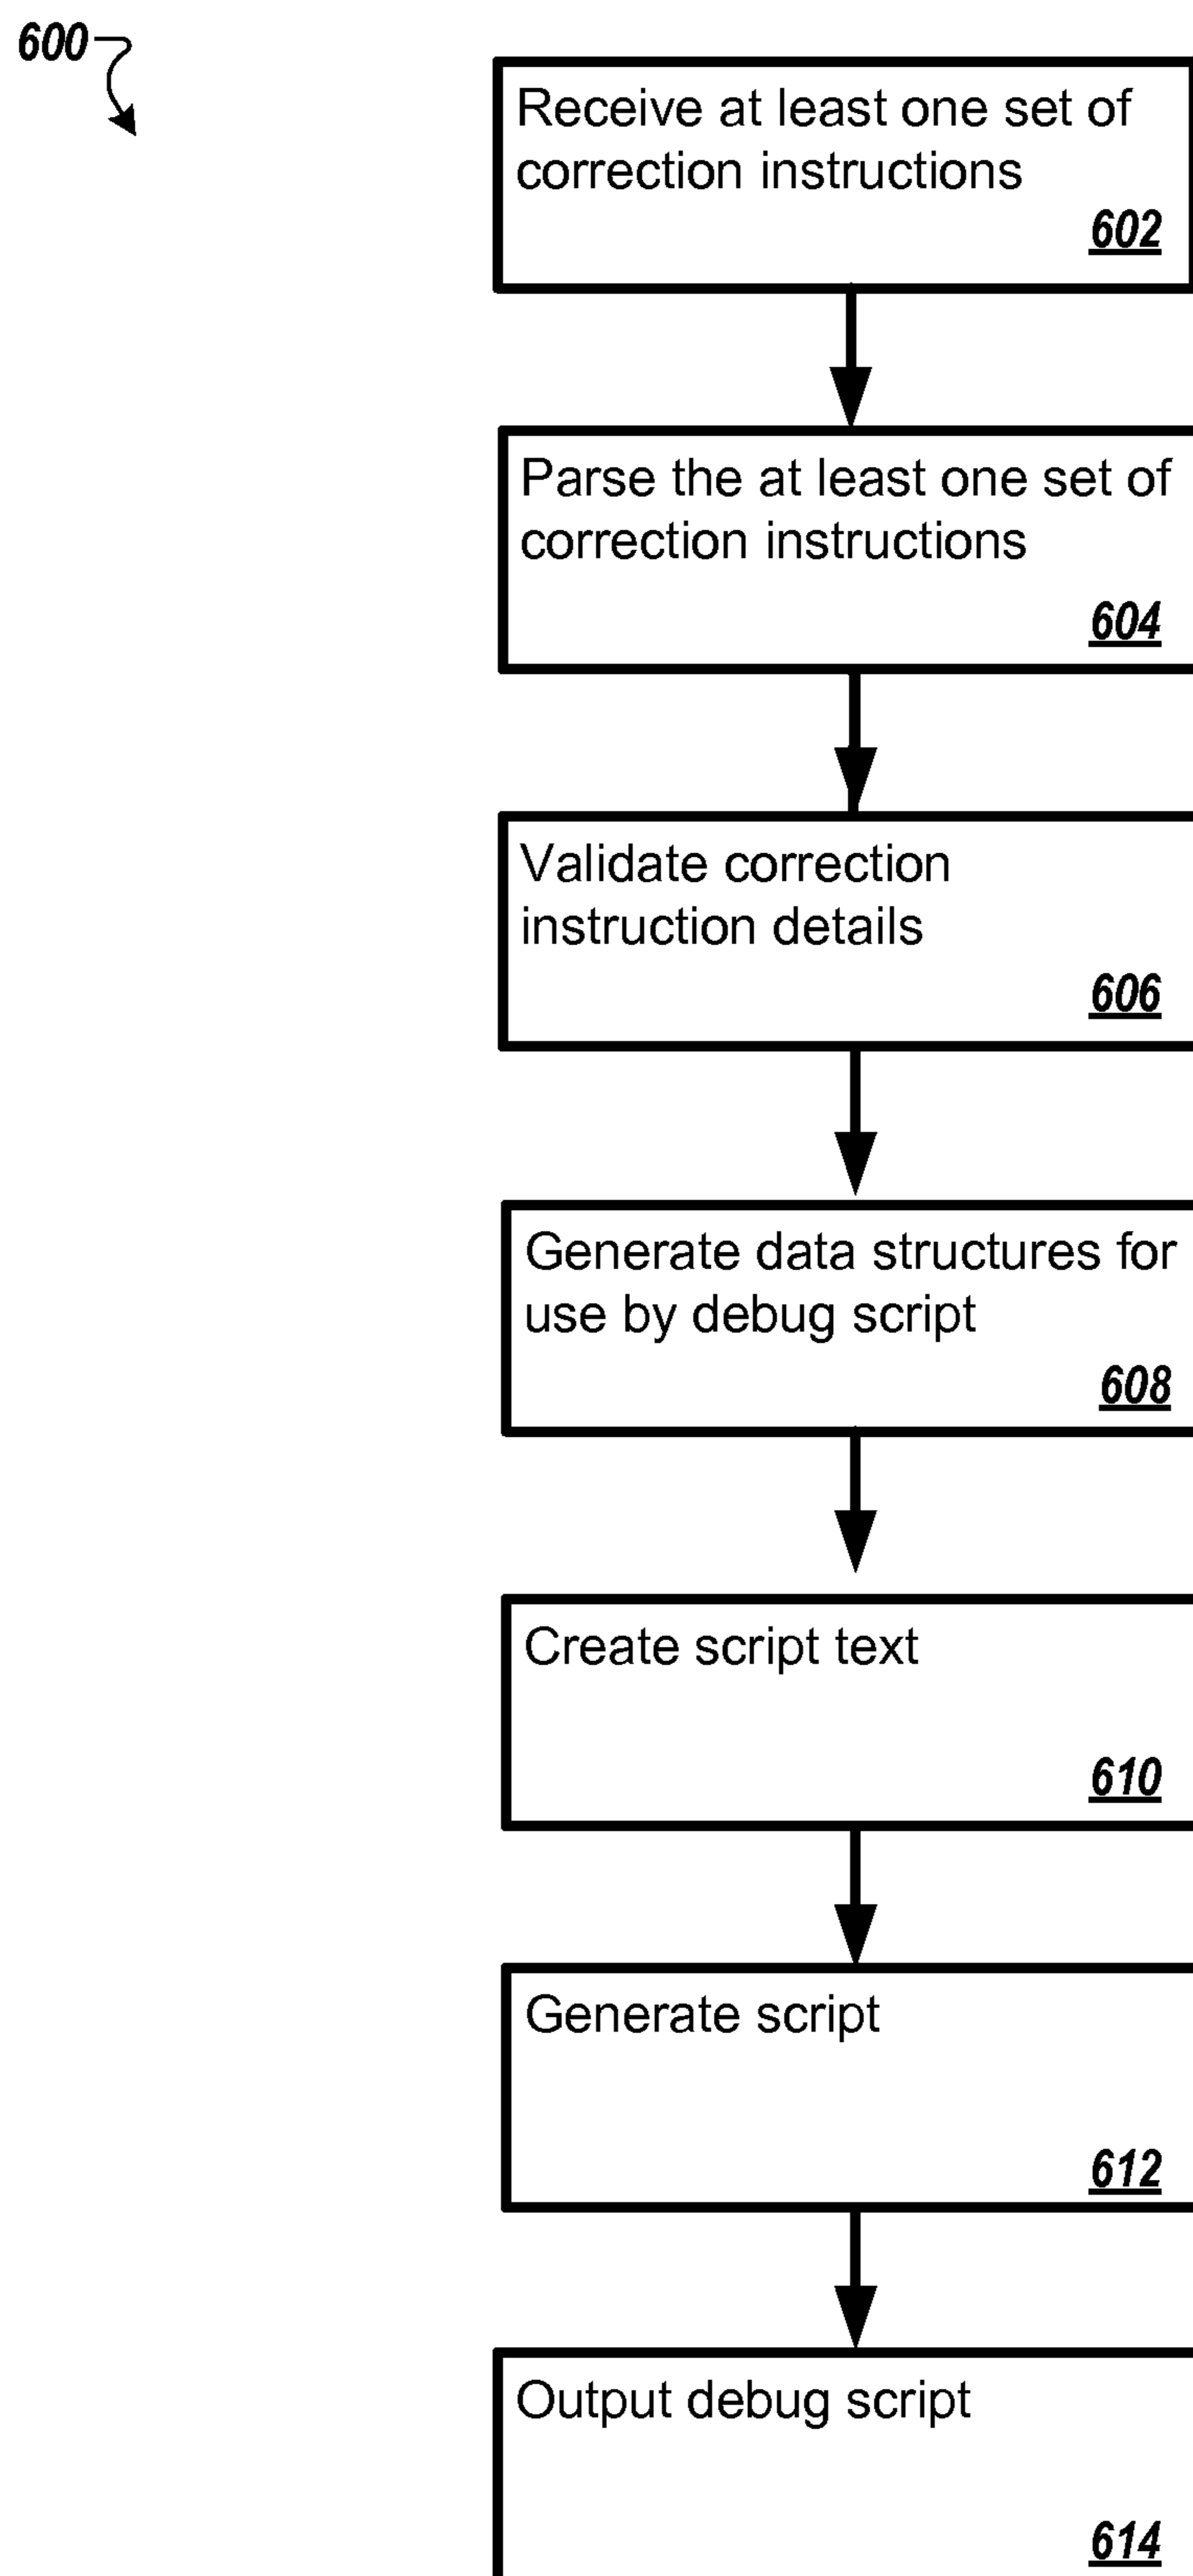 600
Receive at least one set of
correction instructions
602
Parse the at least one set of
correction instructions
604
Validate correction
instruction details
606
Generate data structures for
use by debug script
608
Create script text
610
Generate script
612
Output debug script
614